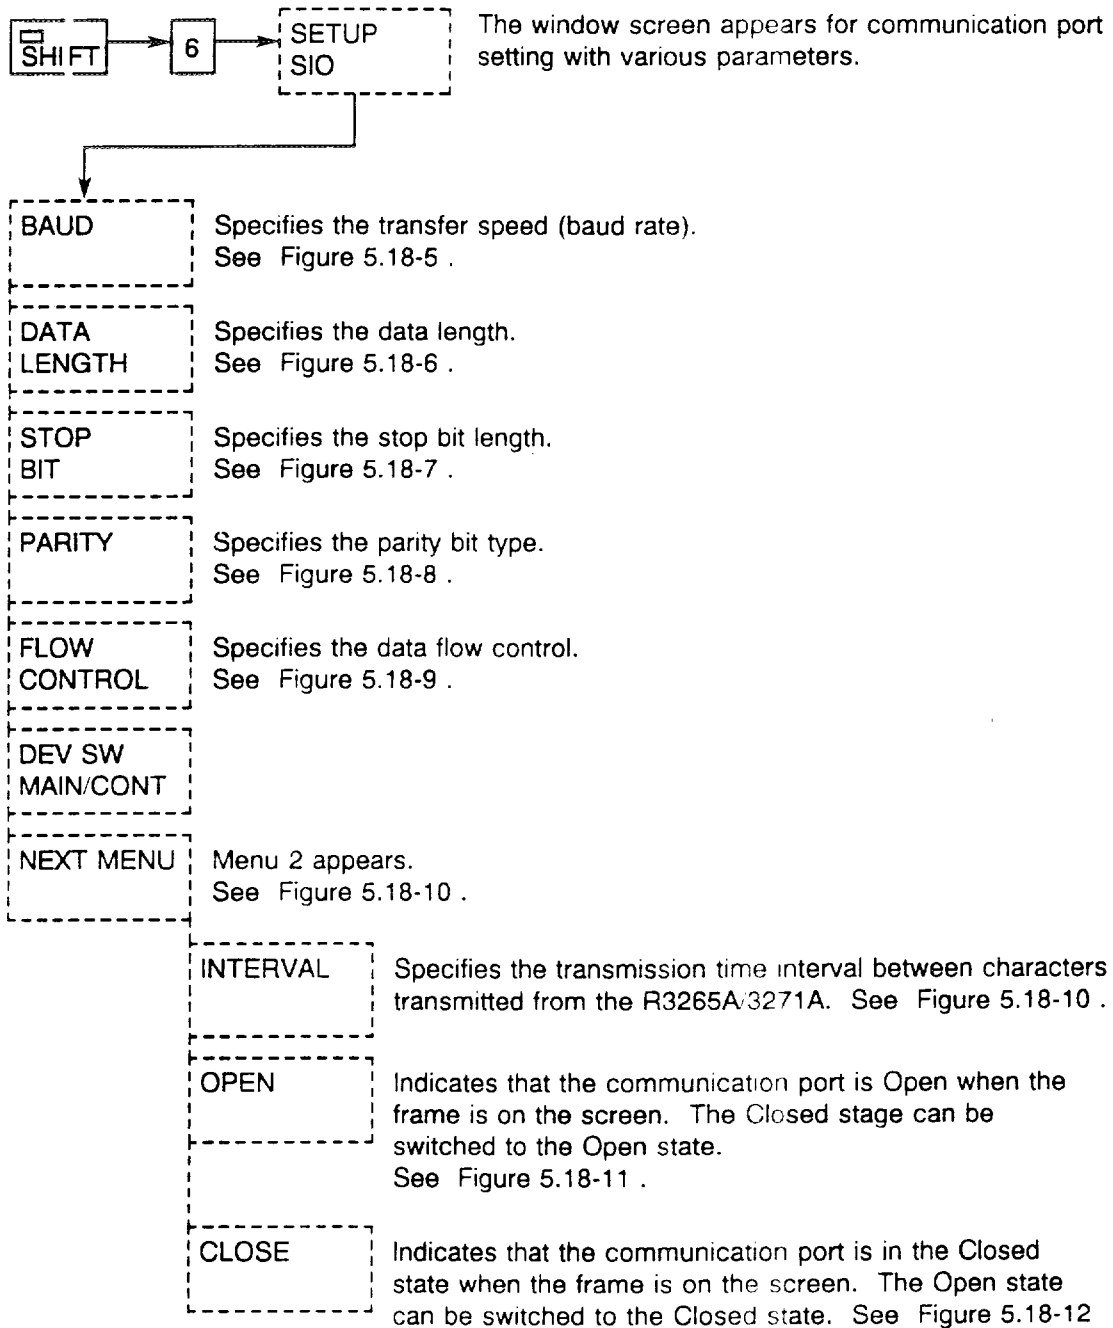 SHIFT
6
SETUP
SIO
The window screen appears for communication port
setting with various parameters.
BAUD
Specifies the transfer speed (baud rate).
See Figure 5.18-5 .
DATA
LENGTH
Specifies the data length.
See Figure 5.18-6 .
STOP
BIT
Specifies the stop bit length.
See Figure 5.18-7 .
PARITY
Specifies the parity bit type.
See Figure 5.18-8 .
FLOW
CONTROL
Specifies the data flow control.
See Figure 5.18-9 .
DEV SW
MAIN/CONT
NEXT MENU
Menu 2 appears.
See Figure 5.18-10 .
INTERVAL
Specifies the transmission time interval between characters
transmitted from the R3265A/3271A. See Figure 5.18-10 .
OPEN
Indicates that the communication port is Open when the
frame is on the screen. The Closed stage can be
switched to the Open state.
See Figure 5.18-11 .
CLOSE
Indicates that the communication port is in the Closed
state when the frame is on the screen. The Open state
can be switched to the Closed state. See Figure 5.18-12